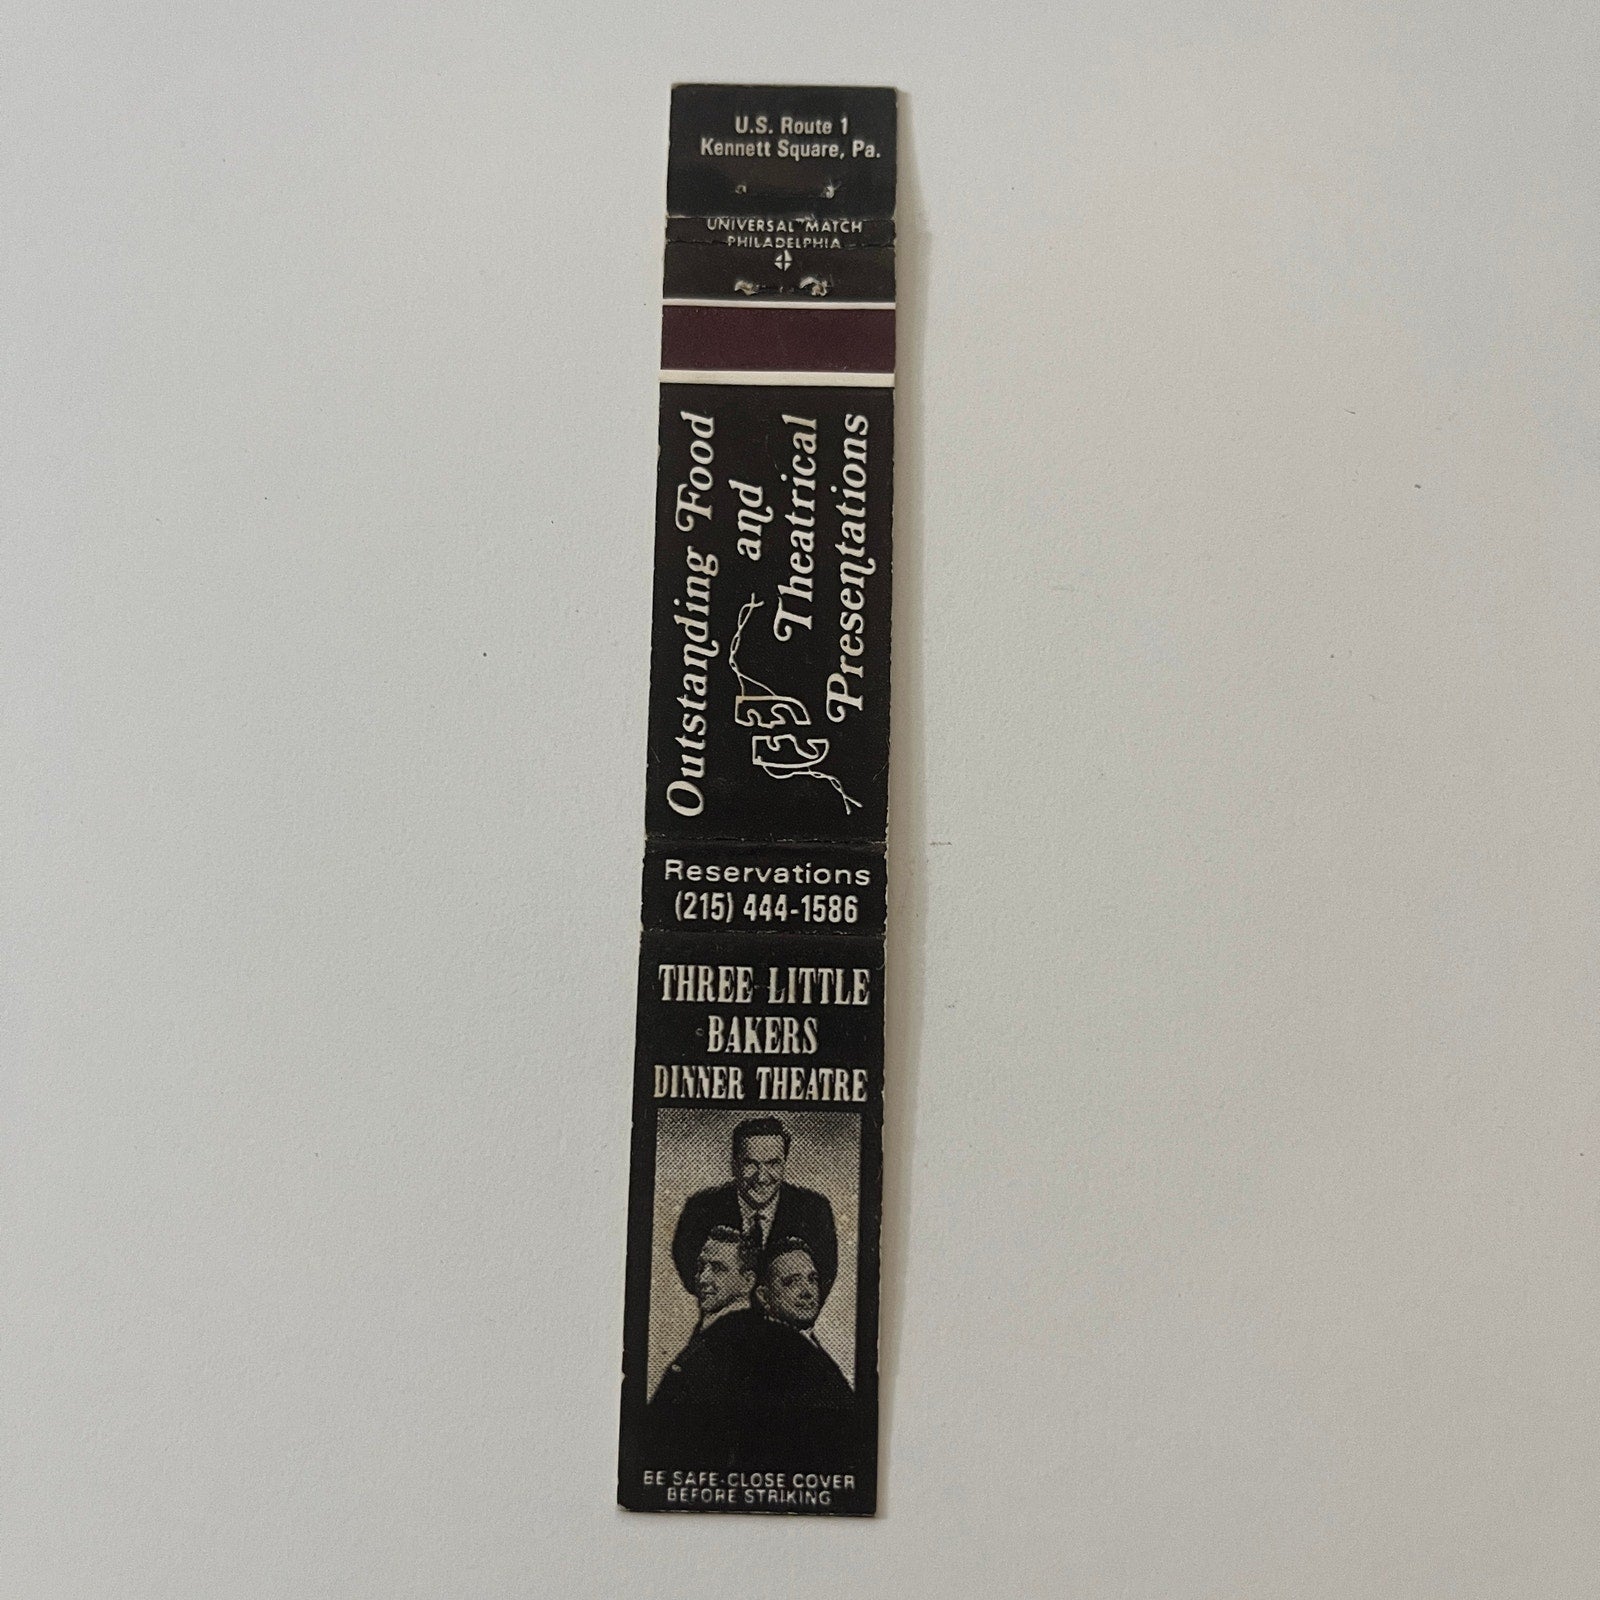 U.S. Route 1
Kennett Square, Pa.
UNIVERSAL MATCH
PHILADELPHIA
Outstanding Food
and
Theatrical
Presentations
Reservations
(215) 444-1586
THREE LITTLE
BAKERS
DINNER THEATRE
BE SAFE-CLOSE COVER
BEFORE STRIKING